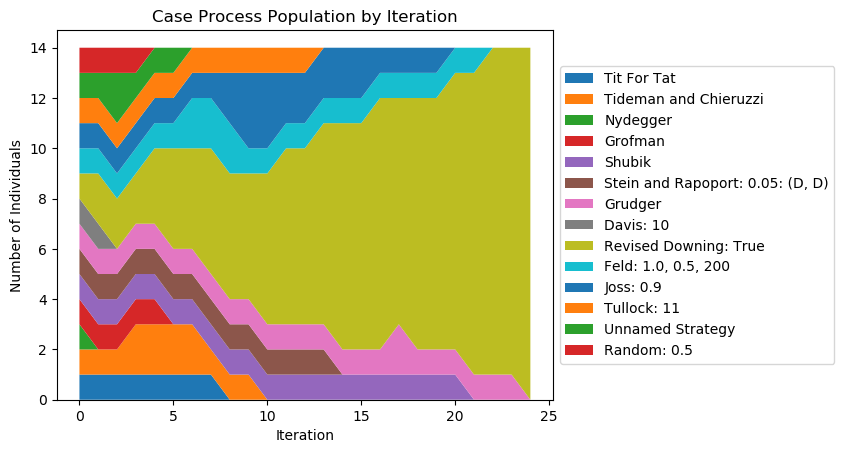 Case Process Population by Iteration
Number of Individuals
14
12
10
8
6
4
2
0
0
5
10
15
20
25
Iteration
Tit For Tat
Tideman and Chieruzzi
Nydegger
Grofman
Shubik
Stein and Rapoport: 0.05: (D, D)
Grudger
Davis: 10
Revised Downing: True
Feld: 1.0, 0.5, 200
Joss: 0.9
Tullock: 11
Unnamed Strategy
Random: 0.5